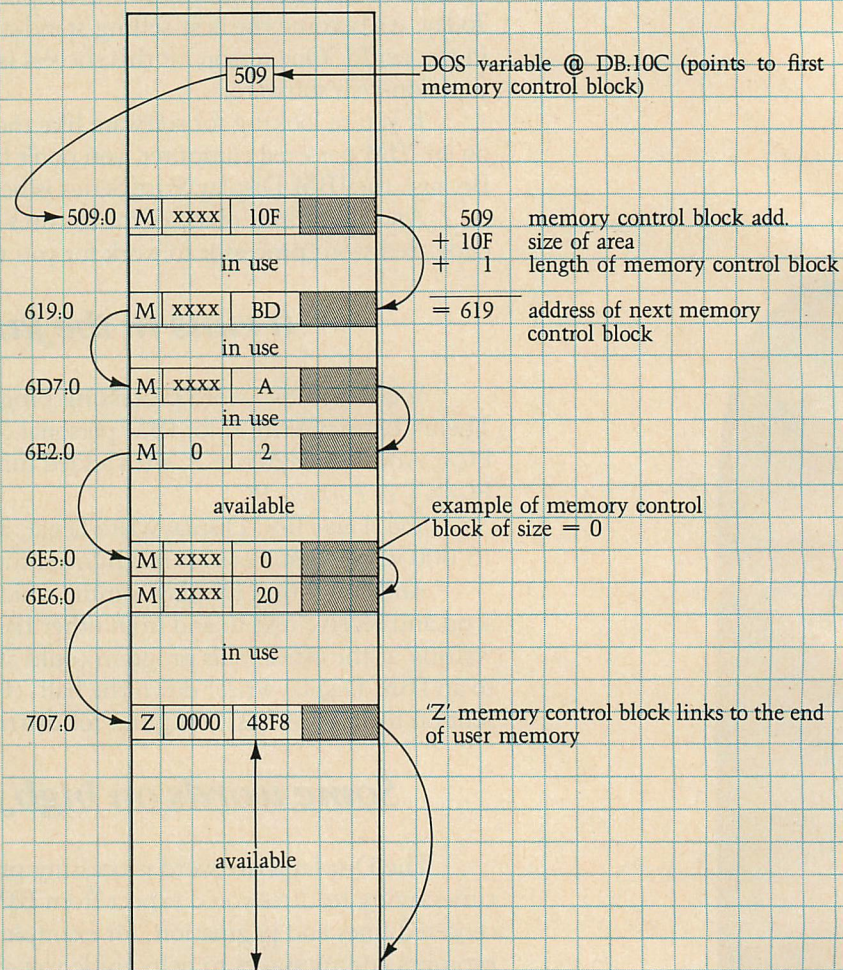 509
DOS variable @ DB:10C (points to first
memory control block)
509:0
M xxxx 10F
509 memory control block add.
+ 10F size of area
+ 1 length of memory control block
in use
619:0
M xxxx BD
= 619 address of next memory
control block
in use
6D7:0
M xxxx A
in use
6E2:0
M 0 2
available
example of memory control
block of size = 0
6E5:0
M xxxx 0
6E6:0
M xxxx 20
in use
707:0
Z 0000 48F8
'Z' memory control block links to the end
of user memory
available